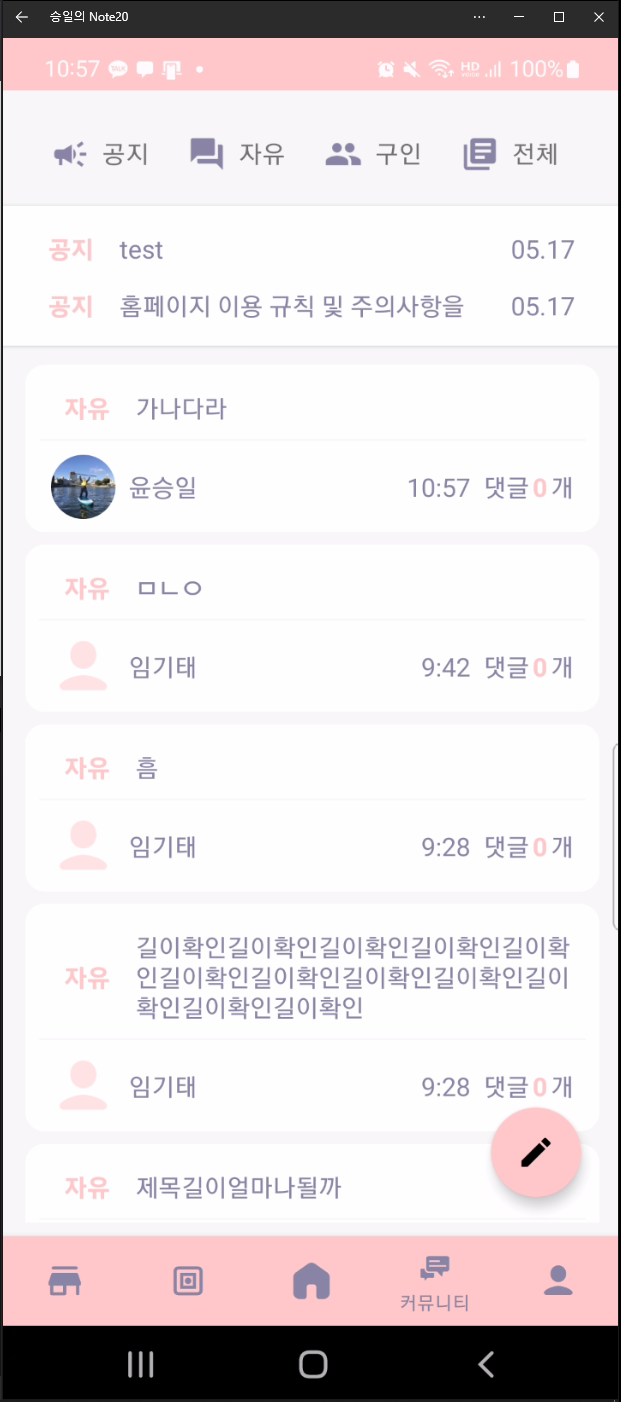 승일의 Note20
10:57 HD 100%
공지 자유 구인 전체
공지 test 05.17
공지 홈페이지 이용 규칙 및 주의사항을 05.17
자유 가나다라
윤승일 10:57 댓글 0 개
자유 ㅁㄴㅇ
임기태 9:42 댓글 0 개
자유 흠
임기태 9:28 댓글 0 개
길이확인길이확인길이확인길이확인길이확
자유 인길이확인길이확인길이확인길이확인길이
확인길이확인길이확인
임기태 9:28 댓글 0 개
자유 제목길이얼마나될까
커뮤니티